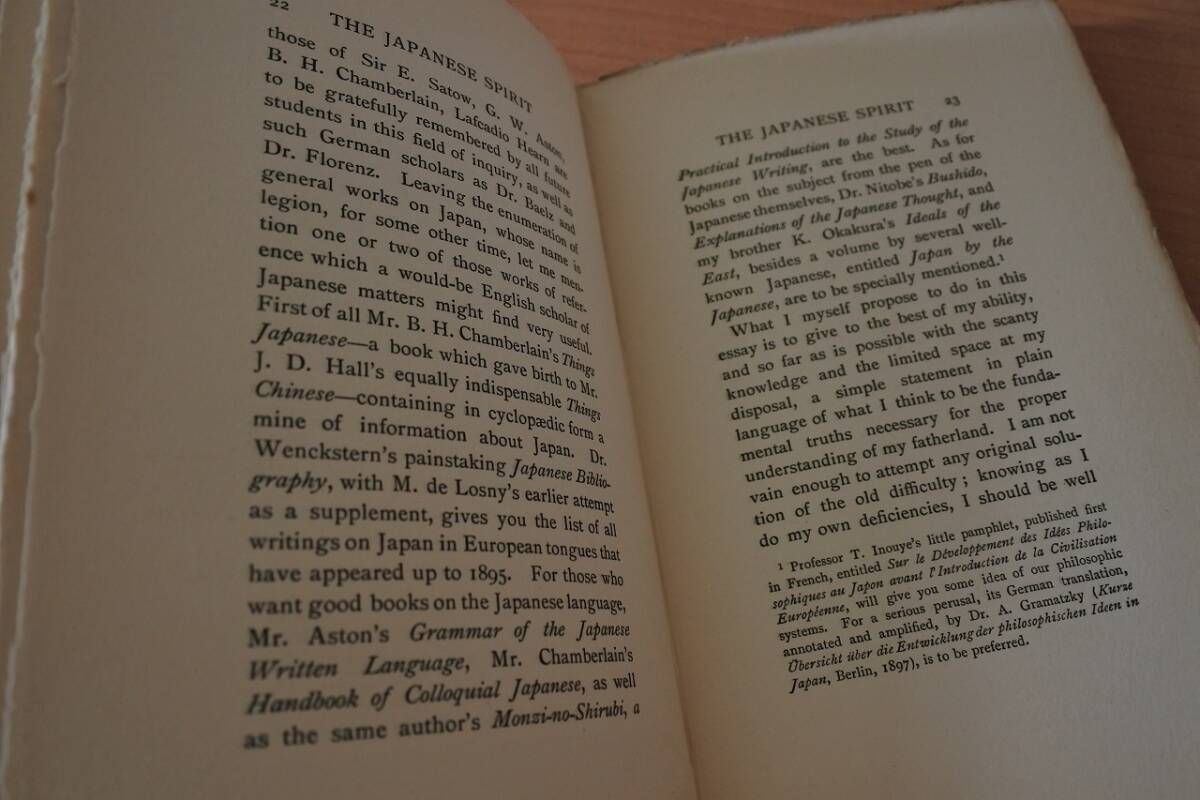 22
THE JAPANESE SPIRIT
those of Sir E. Satow, G. W. Aston,
B. H. Chamberlain, Lafcadio Hearn are
to be gratefully remembered by all future
students in this field of inquiry, as well as
such German scholars as Dr. Baelz and
Dr. Florenz. Leaving the enumeration of
general works on Japan, whose name is
legion, for some other time, let me men-
tion one or two of those works of refer-
ence which a would-be English scholar of
Japanese matters might find very useful.
First of all Mr. B. H. Chamberlain's Things
Japanese—a book which gave birth to Mr.
J. D. Hall's equally indispensable Things
Chinese—containing in cyclopædic form a
mine of information about Japan. Dr.
Wenckstern's painstaking Japanese Biblio-
graphy, with M. de Losny's earlier attempt
as a supplement, gives you the list of all
writings on Japan in European tongues that
have appeared up to 1895. For those who
want good books on the Japanese language,
Mr. Aston's Grammar of the Japanese
Written Language, Mr. Chamberlain's
Handbook of Colloquial Japanese, as well
as the same author's Monzi-no-Shirubi, a
THE JAPANESE SPIRIT 23
Practical Introduction to the Study of the
Japanese Writing, are the best. As for
books on the subject from the pen of the
Japanese themselves, Dr. Nitobe's Bushido,
Explanations of the Japanese Thought, and
my brother K. Okakura's Ideals of the
East, besides a volume by several well-
known Japanese, entitled Japan by the
Japanese, are to be specially mentioned.¹
What I myself propose to do in this
essay is to give to the best of my ability,
and so far as is possible with the scanty
knowledge and the limited space at my
disposal, a simple statement in plain
language of what I think to be the funda-
mental truths necessary for the proper
understanding of my fatherland. I am not
vain enough to attempt any original solu-
tion of the old difficulty; knowing as I
do my own deficiencies, I should be well
¹ Professor T. Inouye's little pamphlet, published first
in French, entitled Sur le Développement des Idées Philo-
sophiques au Japon avant l'Introduction de la Civilisation
Européenne, will give you some idea of our philosophic
systems. For a serious perusal, its German translation,
annotated and amplified, by Dr. A. Gramatzky (Kurze
Übersicht über die Entwicklung der philosophischen Ideen in
Japan, Berlin, 1897), is to be preferred.